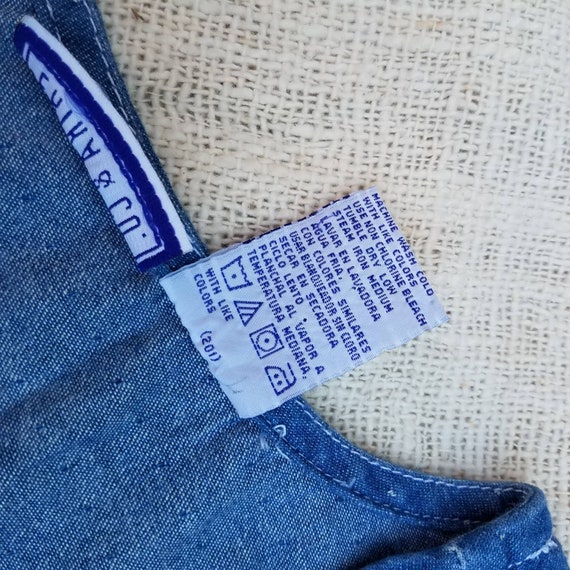 MACHINE WASH COLD
WITH LIKE COLORS
USE NON CHLORINE BLEACH
TUMBLE DRY LOW
STEAM IRON MEDIUM
LAVAR EN LAVADORA
AGUA FRIA.
CON COLORES SIMILARES
USAR BLANQUEADOR SIN CLORO
SECAR EN SECADORA
CICLO LENTO.
PLANCHAL AL VAPOR A
TEMPERATURA MEDIANA:
WITH LIKE
COLORS
(201)